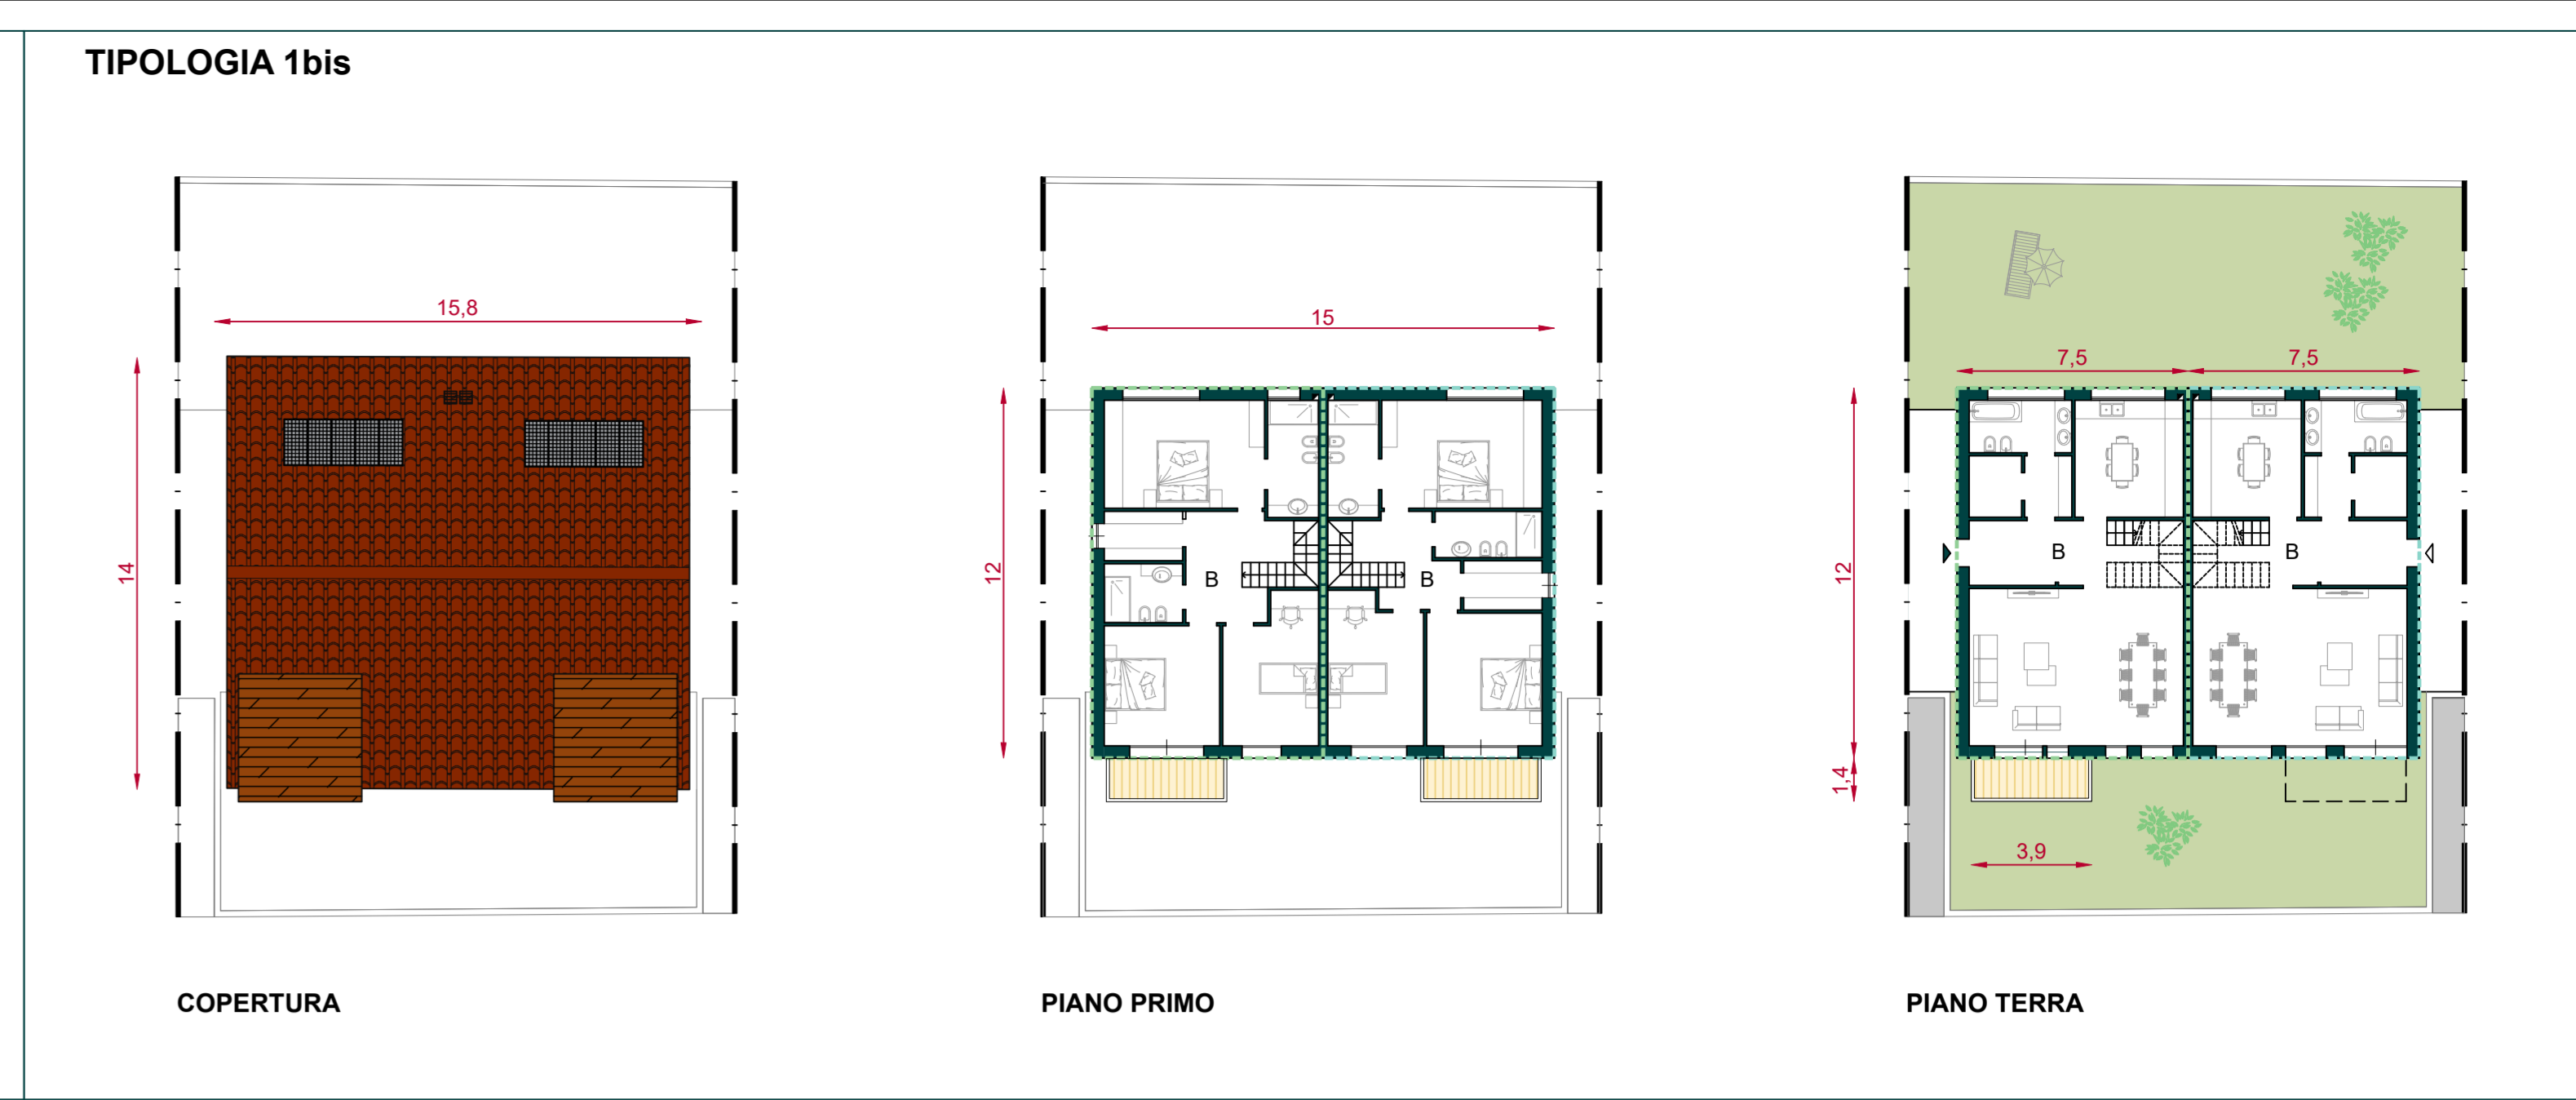 TIPOLOGIA 1bis
15,8
14
COPERTURA
15
12
B
B
PIANO PRIMO
7,5
7,5
12
1,4
3,9
B
B
PIANO TERRA